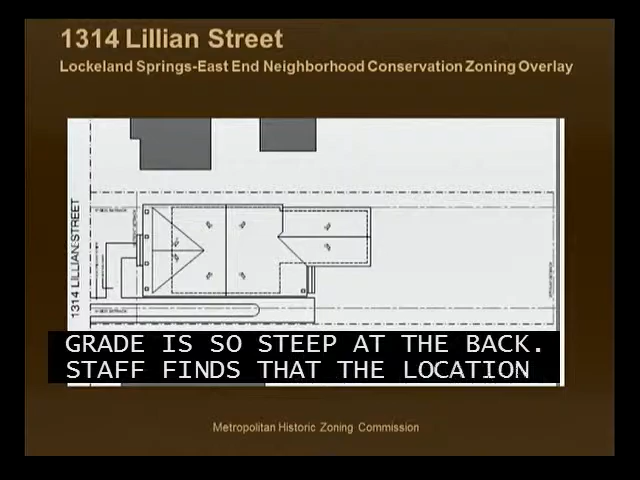 1314 Lillian Street
Lockeland Springs-East End Neighborhood Conservation Zoning Overlay
1314 LILLIAN STREET
GRADE IS SO STEEP AT THE BACK.
STAFF FINDS THAT THE LOCATION
Metropolitan Historic Zoning Commission